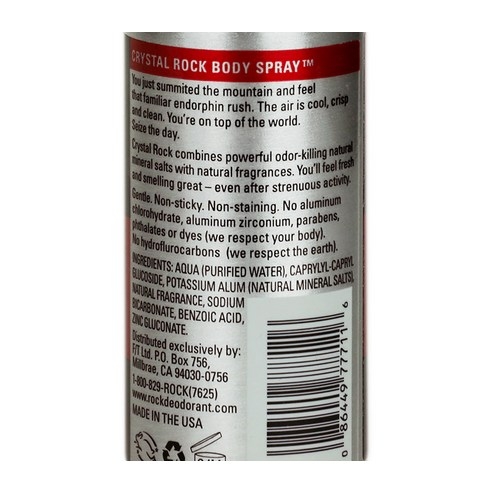 CRYSTAL ROCK BODY SPRAY™
You just summited the mountain and feel
that familiar endorphin rush. The air is cool, crisp
and clean. You're on top of the world.
Seize the day.
Crystal Rock combines powerful odor-killing natural
mineral salts with natural fragrances. You'll feel fresh
and smelling great – even after strenuous activity.
Gentle. Non-sticky. Non-staining. No aluminum
chlorohydrate, aluminum zirconium, parabens,
phthalates or dyes (we respect your body).
No hydroflurocarbons (we respect the earth).
INGREDIENTS: AQUA (PURIFIED WATER), CAPRYLYL-CAPRYL
GLUCOSIDE, POTASSIUM ALUM (NATURAL MINERAL SALTS),
NATURAL FRAGRANCE, SODIUM
BICARBONATE, BENZOIC ACID,
ZINC GLUCONATE.
Distributed exclusively by:
F/T Ltd. P.O. Box 756,
Millbrae, CA 94030-0756
1-800-829-ROCK(7625)
www.rockdeodorant.com
MADE IN THE USA
0 86449 77711 6